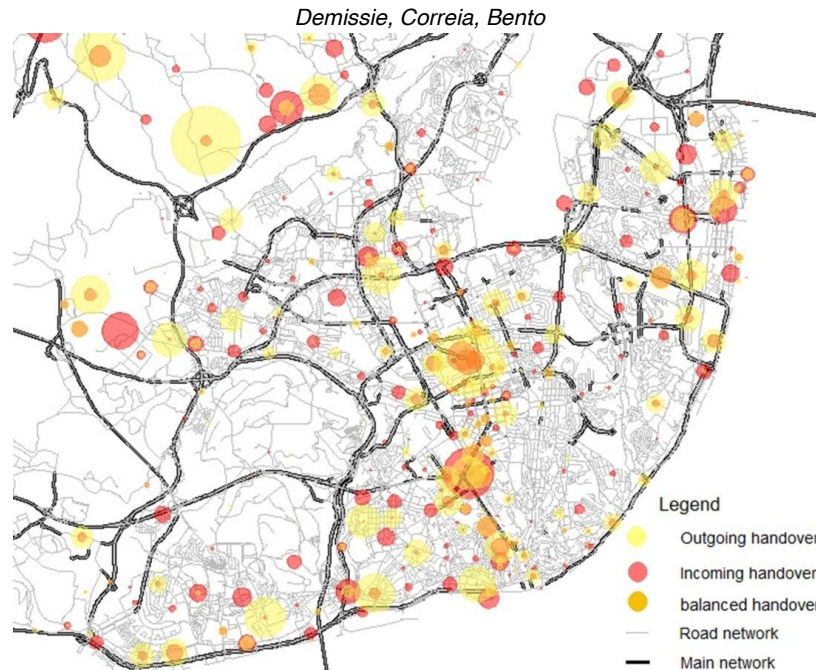 Demissie, Correia, Bento
Legend
Outgoing handover
Incoming handover
balanced handover
Road network
Main network